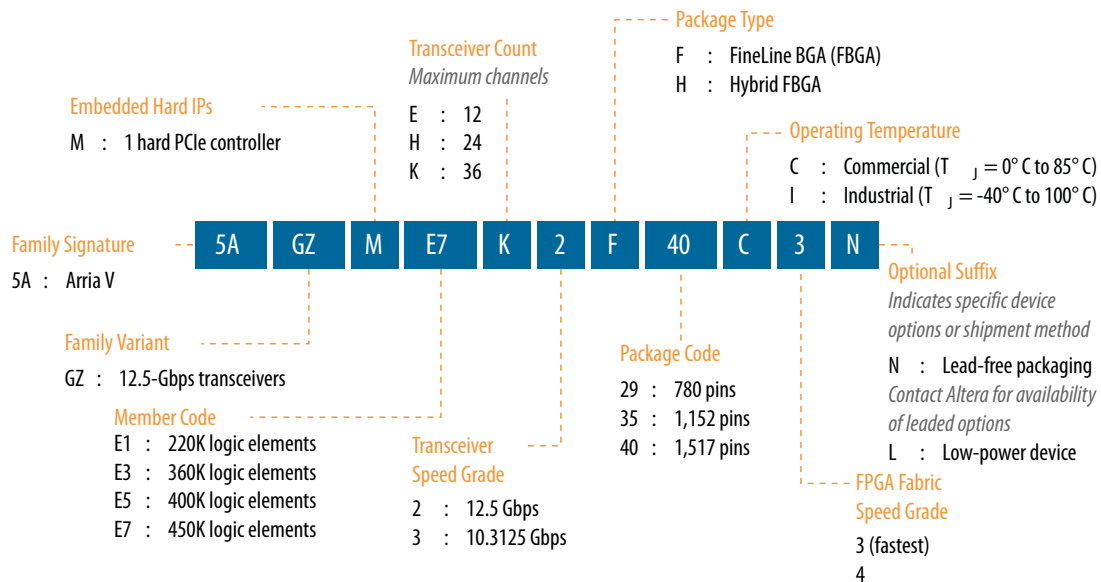 Package Type
F : FineLine BGA (FBGA)
H : Hybrid FBGA
Transceiver Count
Maximum channels
E : 12
H : 24
K : 36
Embedded Hard IPs
M : 1 hard PCIe controller
Operating Temperature
C : Commercial (T J = 0° C to 85° C)
I : Industrial (T J = -40° C to 100° C)
Family Signature
5A : Arria V
5A GZ M E7 K 2 F 40 C 3 N
Optional Suffix
Indicates specific device
options or shipment method
N : Lead-free packaging
Contact Altera for availability
of leaded options
L : Low-power device
Family Variant
GZ : 12.5-Gbps transceivers
Member Code
E1 : 220K logic elements
E3 : 360K logic elements
E5 : 400K logic elements
E7 : 450K logic elements
Transceiver
Speed Grade
2 : 12.5 Gbps
3 : 10.3125 Gbps
Package Code
29 : 780 pins
35 : 1,152 pins
40 : 1,517 pins
FPGA Fabric
Speed Grade
3 (fastest)
4